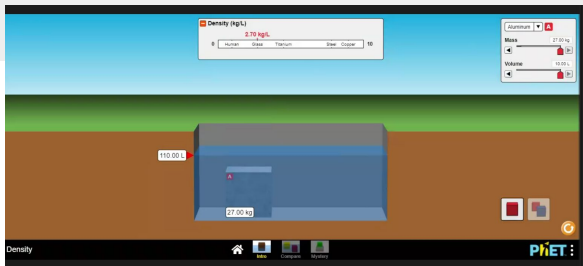 Density (kg/L)
2.70 kg/L
0 Human Glass Titanium Steel Copper 10
Aluminum A
Mass 27.00 kg
Volume 10.00 L
110.00 L
A
27.00 kg
Density
Intro Compare Mystery
PhET